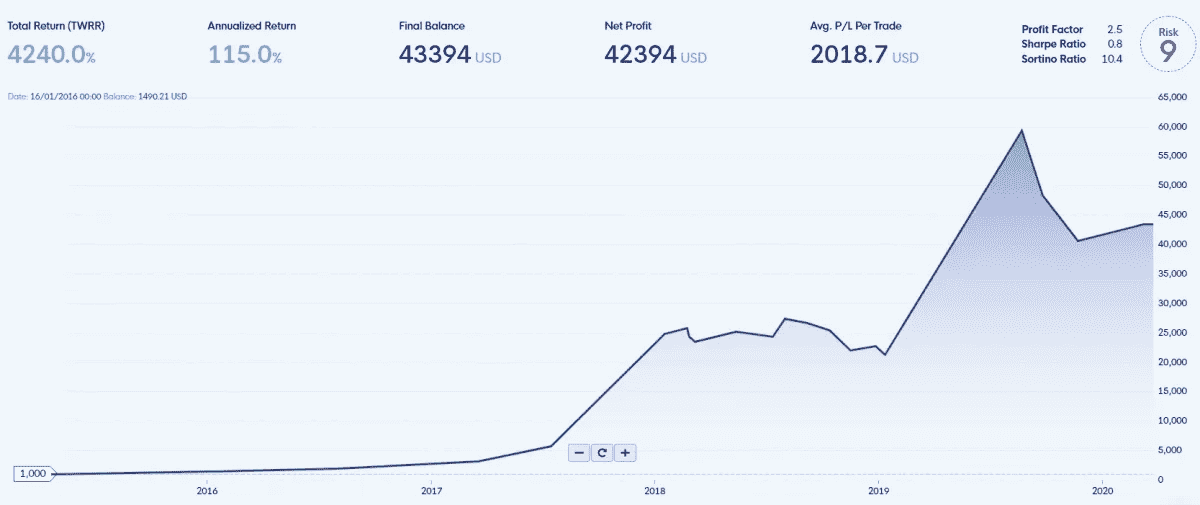 Total Return (TWRR)
4240.0%
Annualized Return
115.0%
Final Balance
43394 USD
Net Profit
42394 USD
Avg. P/L Per Trade
2018.7 USD
Profit Factor 2.5
Sharpe Ratio 0.8
Sortino Ratio 10.4
Risk
9
Date: 16/01/2016 00:00 Balance: 1490.21 USD
65,000
60,000
55,000
50,000
45,000
40,000
35,000
30,000
25,000
20,000
15,000
10,000
5,000
0
1,000
2016
2017
2018
2019
2020